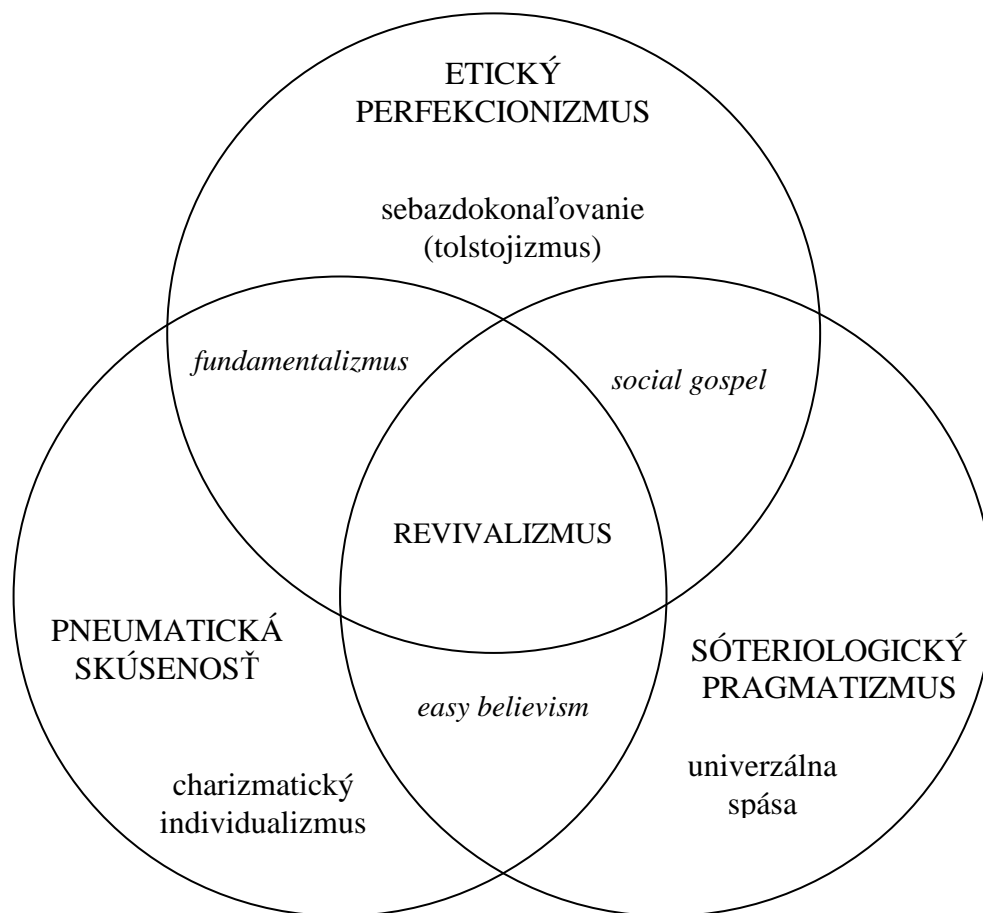 ETICKÝ
PERFEKCIONIZMUS
sebazdokonaľovanie
(tolstojizmus)
fundamentalizmus
social gospel
REVIVALIZMUS
PNEUMATICKÁ
SKÚSENOSŤ
SÓTERIOLOGICKÝ
PRAGMATIZMUS
easy believism
charizmatický
individualizmus
univerzálna
spása